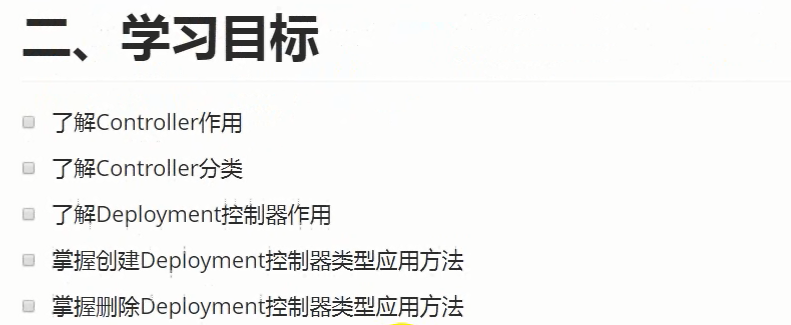 二、学习目标
了解Controller作用
了解Controller分类
了解Deployment控制器作用
掌握创建Deployment控制器类型应用方法
掌握删除Deployment控制器类型应用方法